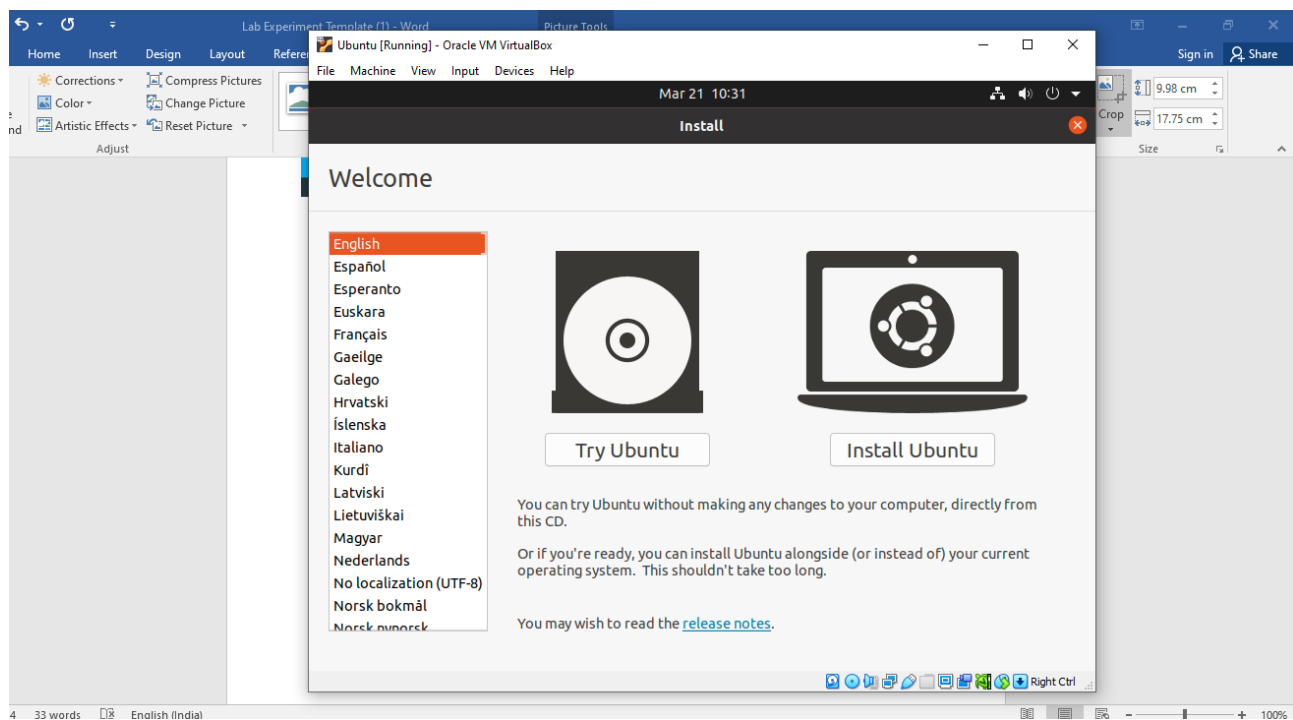 Lab Experiment Template (1) - Word
Picture Tools
Home Insert Design Layout
Sign in Share
Corrections
Compress Pictures
Color
Change Picture
Artistic Effects
Reset Picture
Adjust
Crop
9.98 cm
17.75 cm
Size
Ubuntu [Running] - Oracle VM VirtualBox
File Machine View Input Devices Help
Mar 21 10:31
Install
Welcome
English
Español
Esperanto
Euskara
Français
Gaeilge
Galego
Hrvatski
Íslenska
Italiano
Kurdî
Latviski
Lietuviškai
Magyar
Nederlands
No localization (UTF-8)
Norsk bokmål
Norsk nynorsk
Try Ubuntu
Install Ubuntu
You can try Ubuntu without making any changes to your computer, directly from
this CD.
Or if you're ready, you can install Ubuntu alongside (or instead of) your current
operating system. This shouldn't take too long.
You may wish to read the release notes.
Right Ctrl
4 33 words English (India)
100%